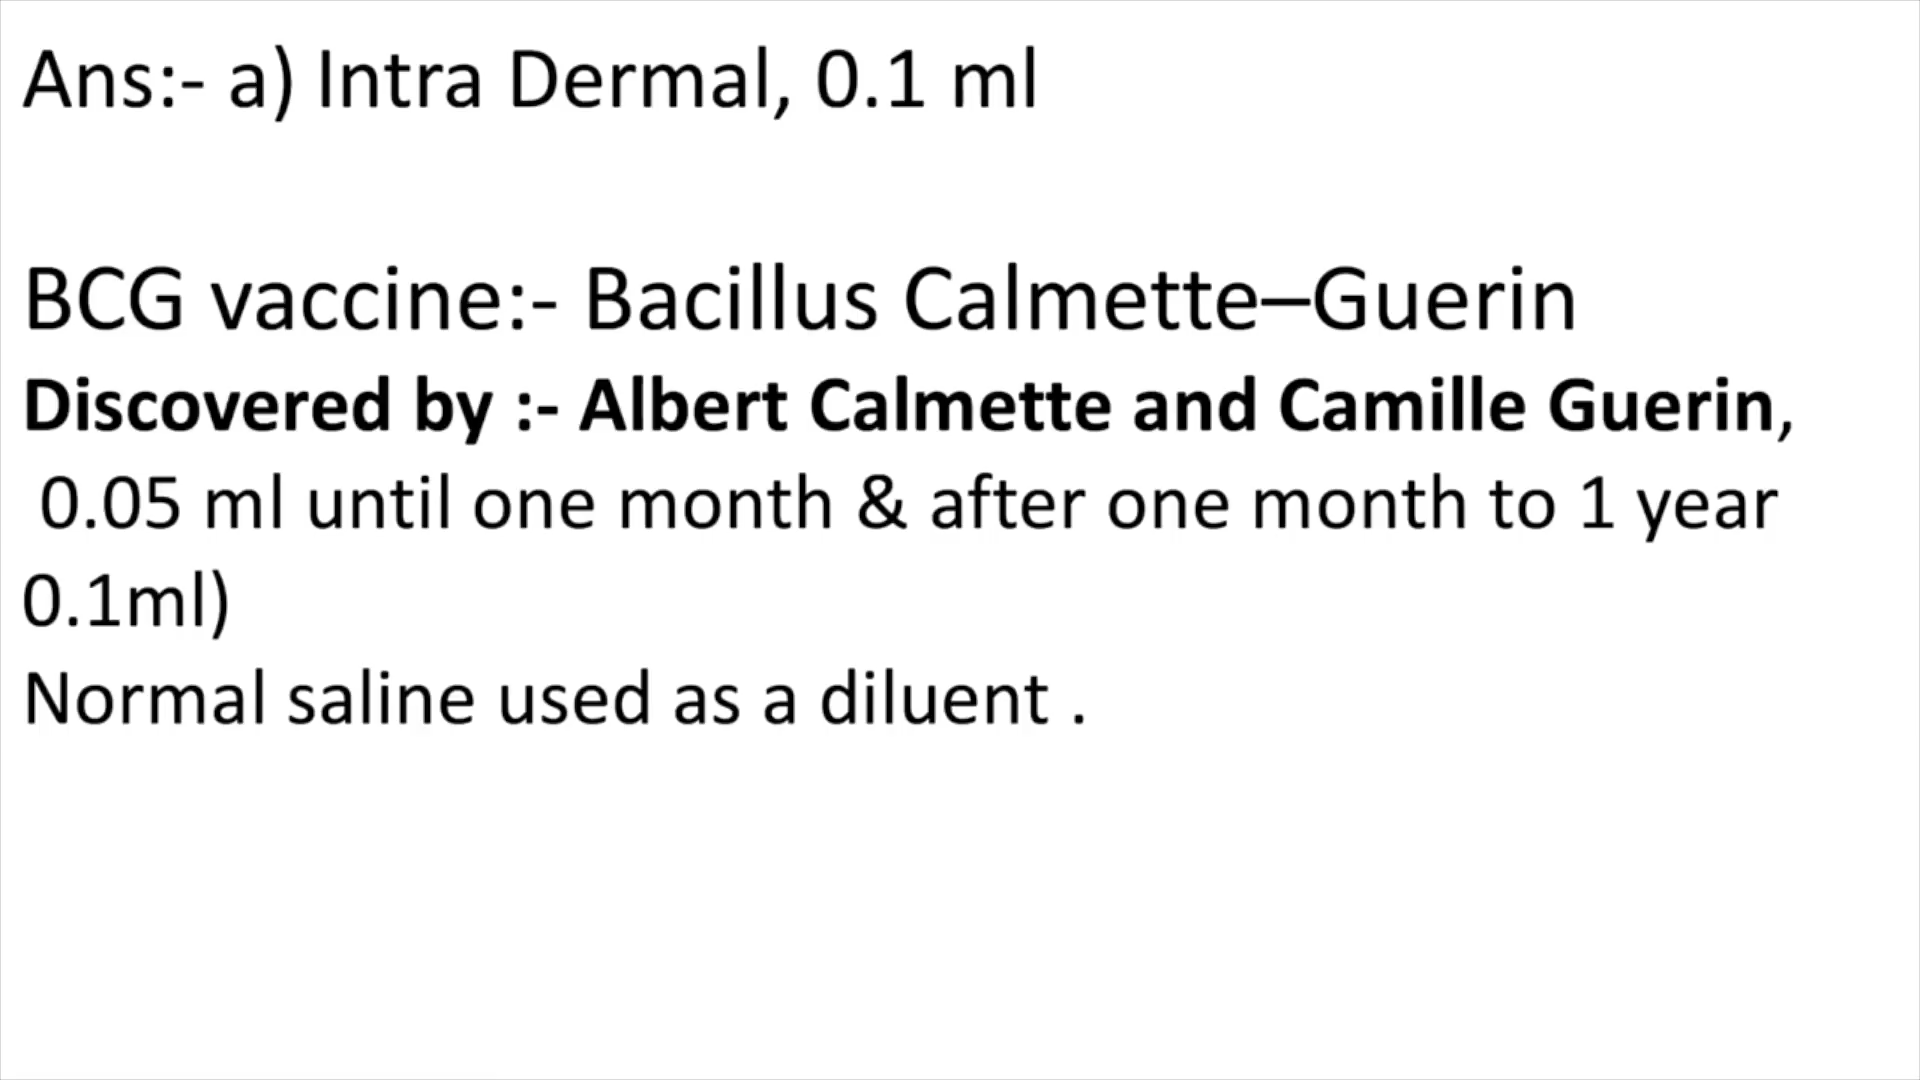 Ans:- a) Intra Dermal, 0.1 ml
BCG vaccine:- Bacillus Calmette–Guerin
Discovered by :- Albert Calmette and Camille Guerin,
0.05 ml until one month & after one month to 1 year
0.1ml)
Normal saline used as a diluent .